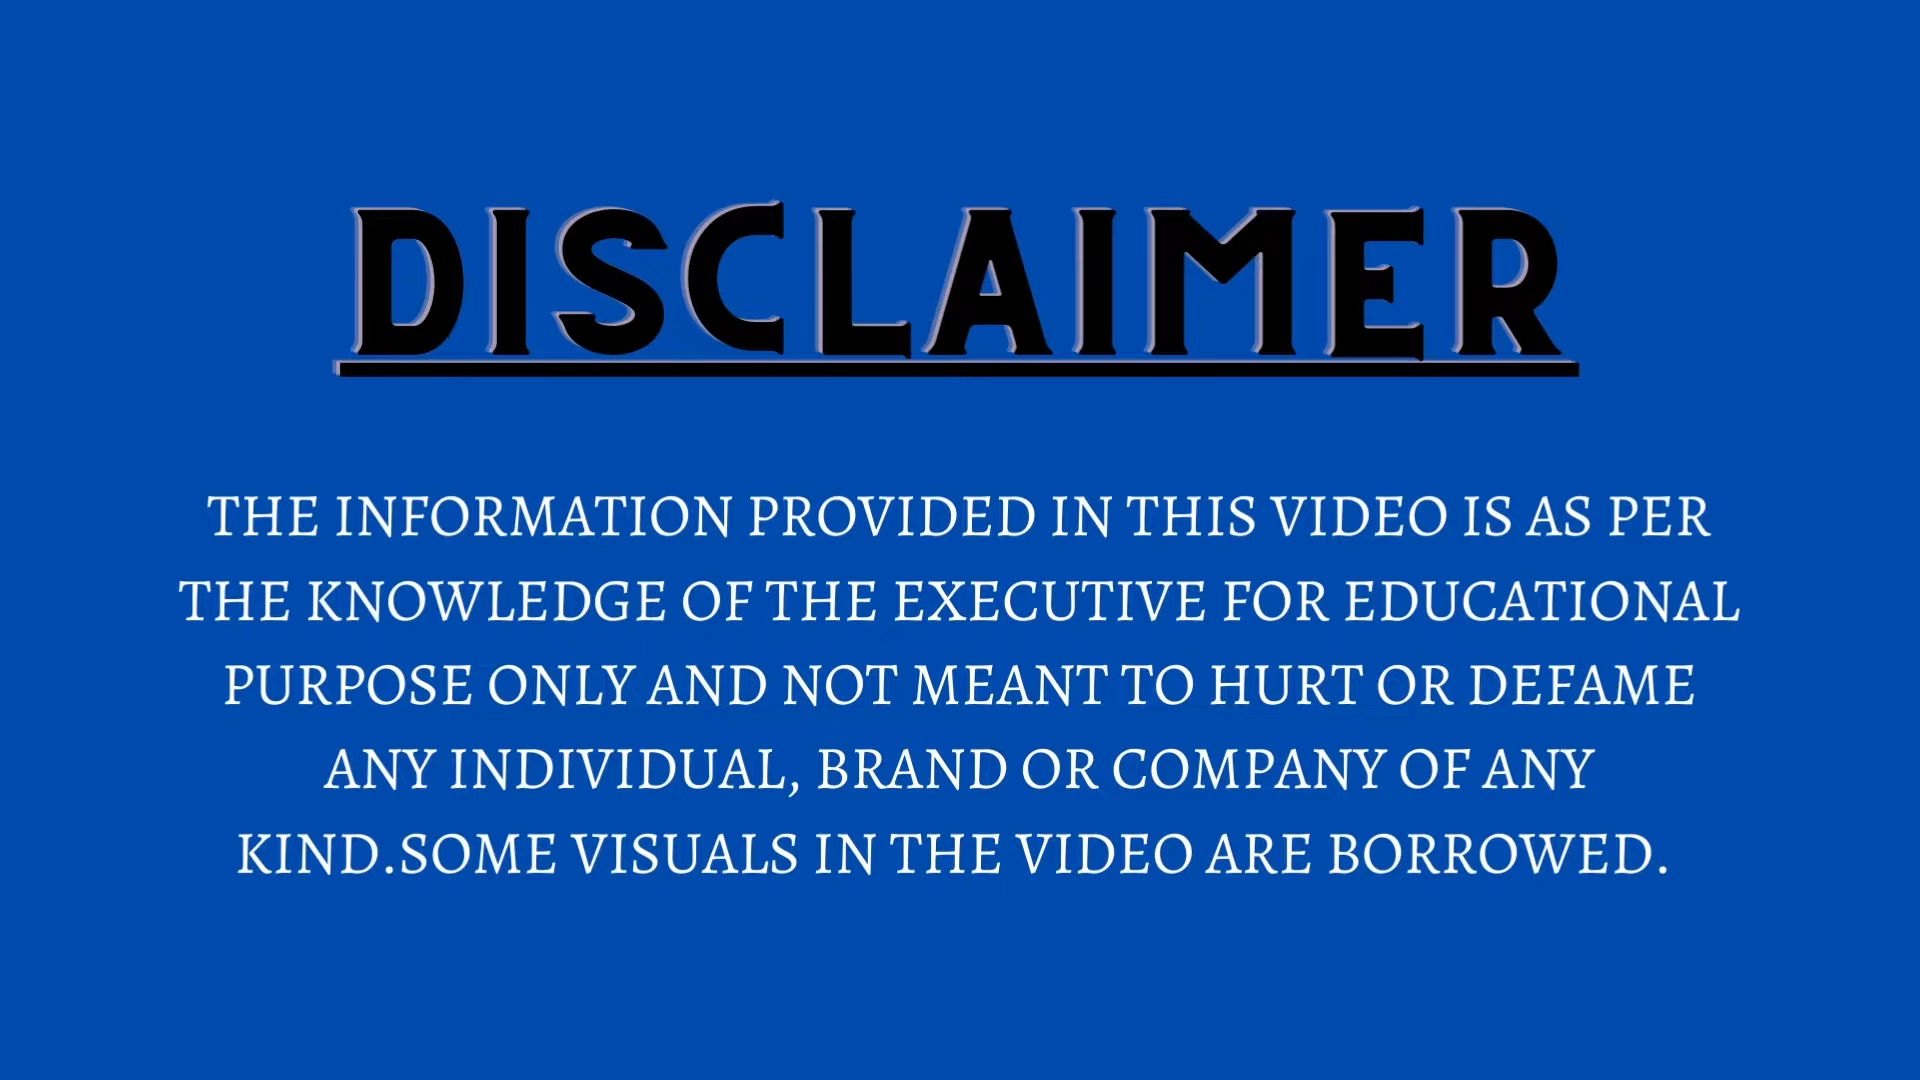 DISCLAIMER
THE INFORMATION PROVIDED IN THIS VIDEO IS AS PER
THE KNOWLEDGE OF THE EXECUTIVE FOR EDUCATIONAL
PURPOSE ONLY AND NOT MEANT TO HURT OR DEFAME
ANY INDIVIDUAL, BRAND OR COMPANY OF ANY
KIND.SOME VISUALS IN THE VIDEO ARE BORROWED.